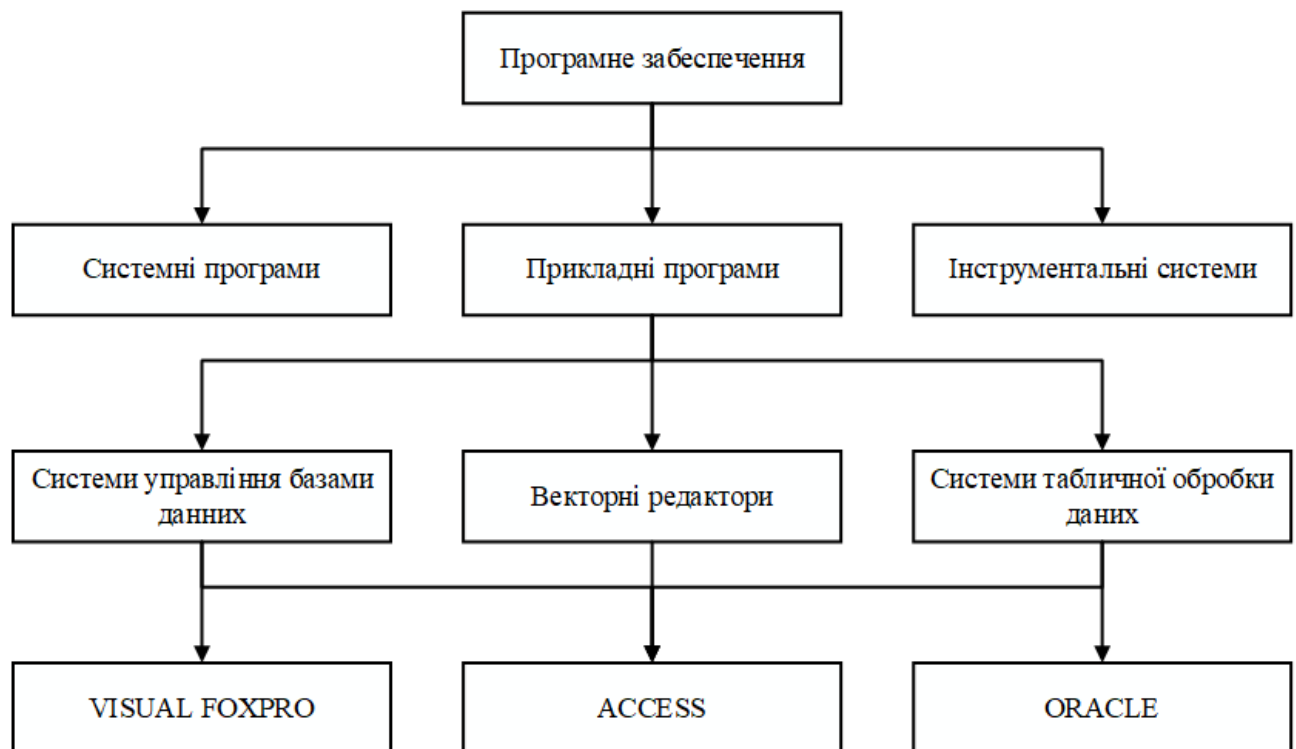 Програмне забеспечення
Системні програми
Прикладні програми
Інструментальні системи
Системи управління базами
данних
Векторні редактори
Системи табличної обробки
даних
VISUAL FOXPRO
ACCESS
ORACLE